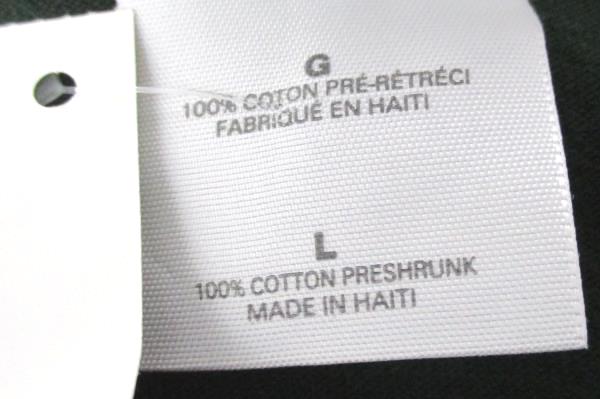 G
100% COTON PRÉ-RÉTRÉCI
FABRIQUÉ EN HAITI
L
100% COTTON PRESHRUNK
MADE IN HAITI